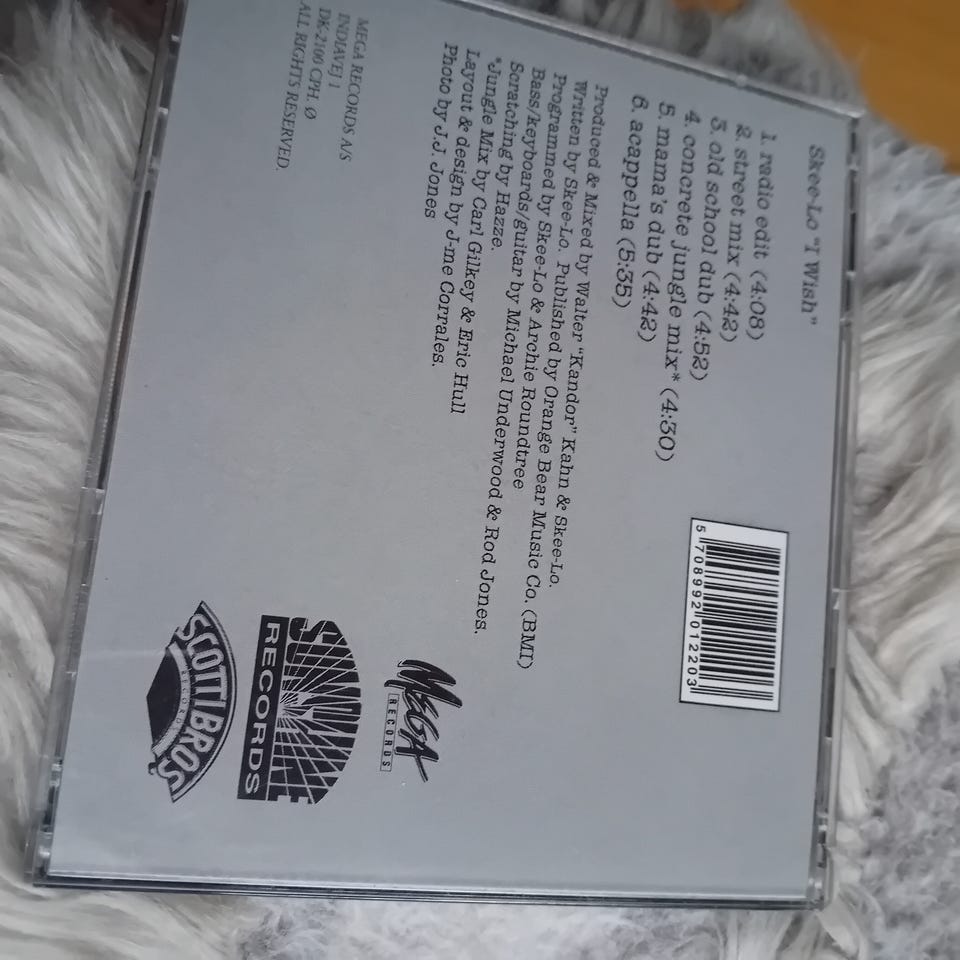 Skee-Lo "I Wish"
1. radio edit (4:08)
2. street mix (4:42)
3. old school dub (4:52)
4. concrete jungle mix* (4:30)
5. mama's dub (4:42)
6. acappella (5:35)
5 708992 012203
Produced & Mixed by Walter "Kandor" Kahn & Skee-Lo.
Written by Skee-Lo. Published by Orange Bear Music Co. (BMI)
Programmed by Skee-Lo & Archie Roundtree
Bass/keyboards/guitar by Michael Underwood & Rod Jones.
Scratching by Hazze.
*Jungle Mix by Carl Gilkey & Eric Hull
Layout & design by J-me Corrales.
Photo by J.J. Jones
MEGA RECORDS A/S
INDIAVEJ 1
DK-2100 CPH. Ø
ALL RIGHTS RESERVED.
MEGA
RECORDS
SUNSHINE
RECORDS
SCOTTI BROS
RECORDS